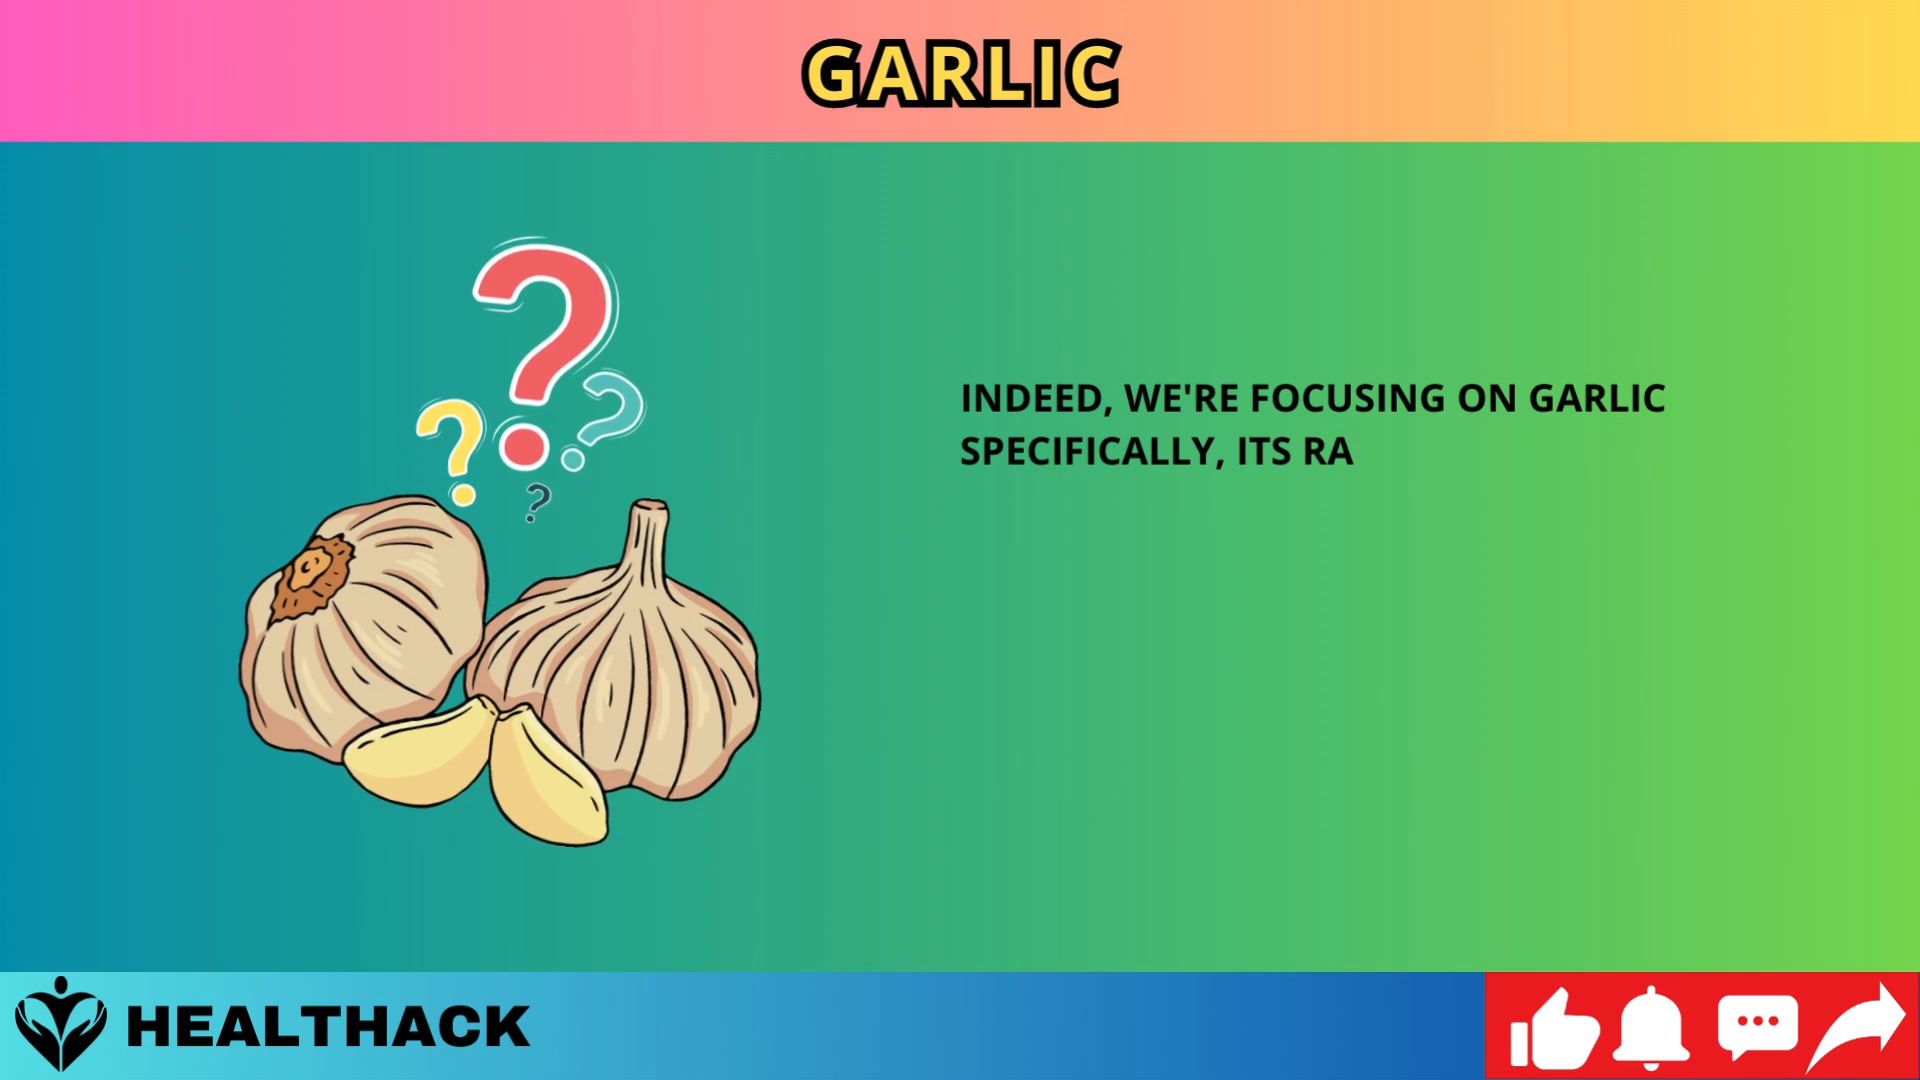 GARLIC
INDEED, WE'RE FOCUSING ON GARLIC
SPECIFICALLY, ITS RA
HEALTHACK